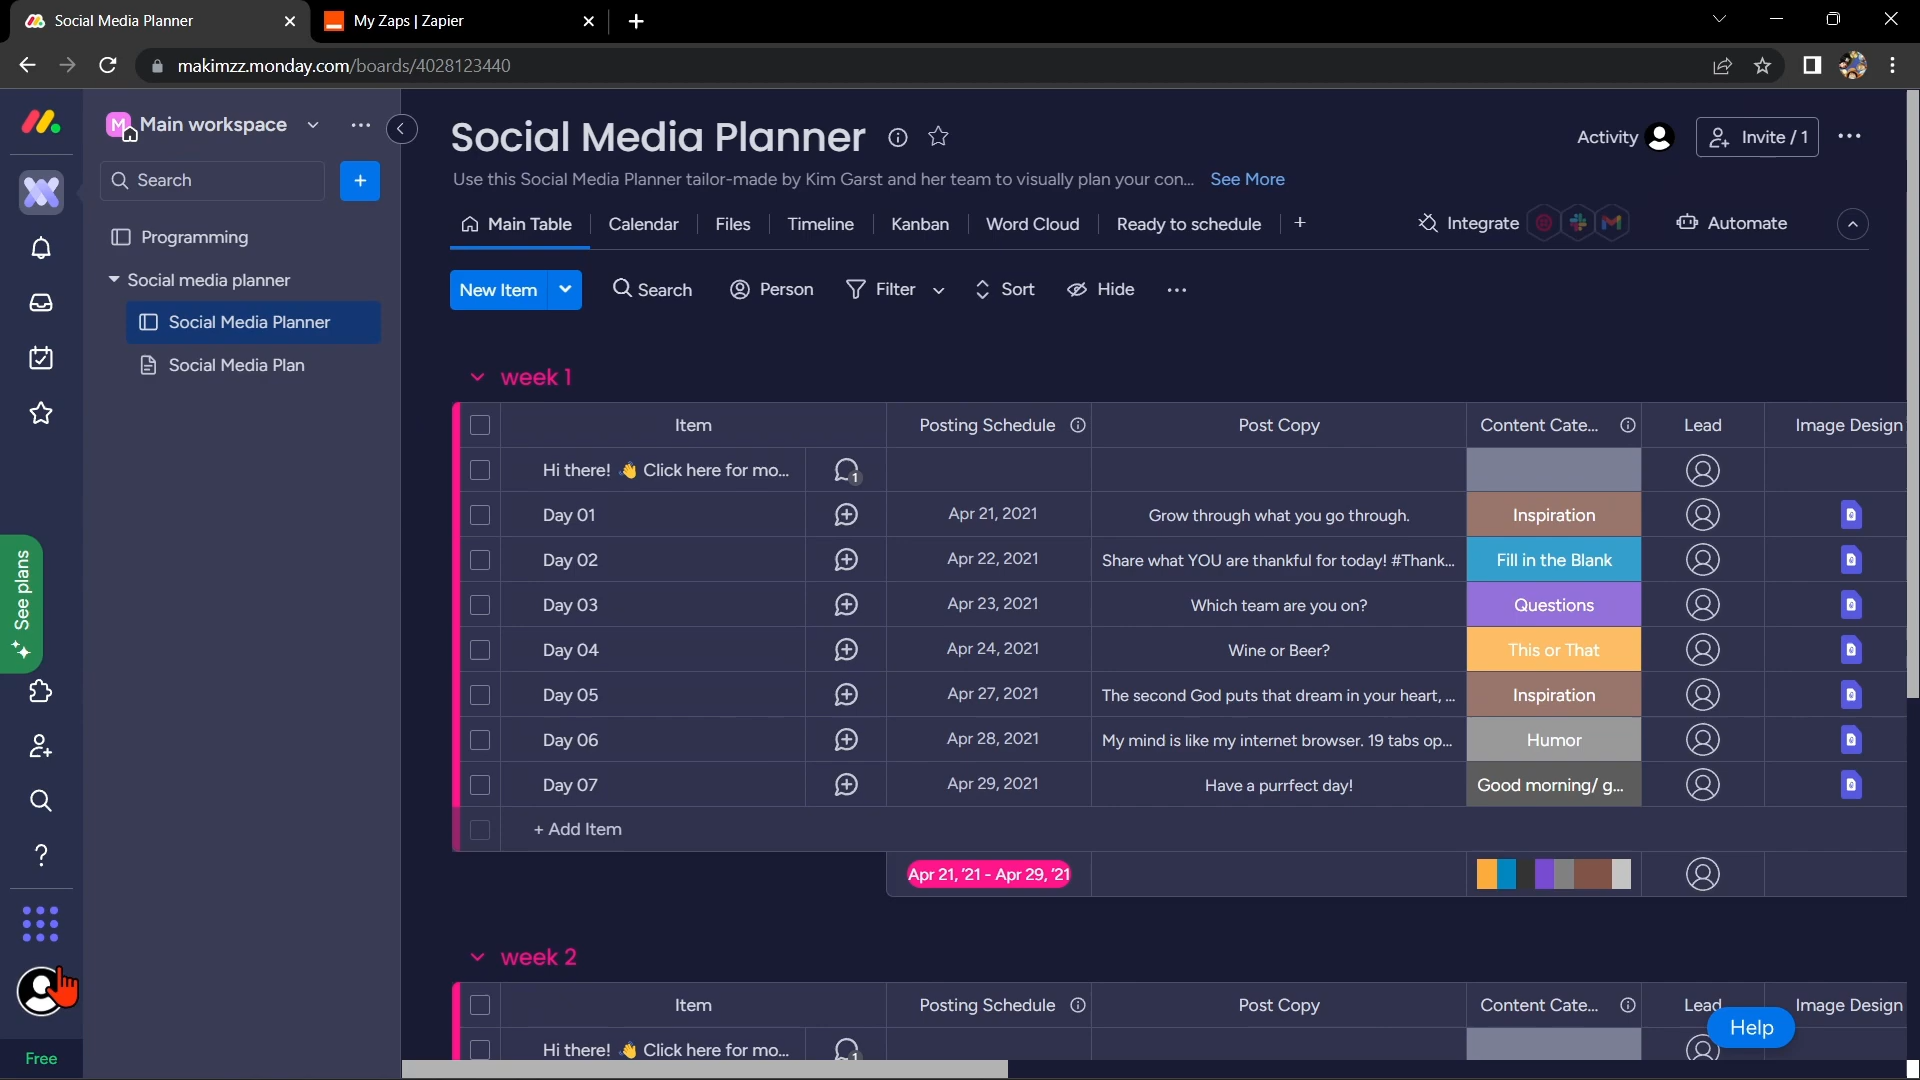 Social Media Planner
My Zaps | Zapier
makimzz.monday.com/boards/4028123440
M Main workspace
Search
Programming
Social media planner
Social Media Planner
Social Media Plan
See plans
Free
Social Media Planner
Activity
Invite / 1
Use this Social Media Planner tailor-made by Kim Garst and her team to visually plan your con... See More
Main Table Calendar Files Timeline Kanban Word Cloud Ready to schedule + Integrate Automate
New Item Search Person Filter Sort Hide ...
week 1
Item Posting Schedule Post Copy Content Cate... Lead Image Design
Hi there! 👋 Click here for mo... 1
Day 01 Apr 21, 2021 Grow through what you go through. Inspiration
Day 02 Apr 22, 2021 Share what YOU are thankful for today! #Thank... Fill in the Blank
Day 03 Apr 23, 2021 Which team are you on? Questions
Day 04 Apr 24, 2021 Wine or Beer? This or That
Day 05 Apr 27, 2021 The second God puts that dream in your heart, ... Inspiration
Day 06 Apr 28, 2021 My mind is like my internet browser. 19 tabs op... Humor
Day 07 Apr 29, 2021 Have a purrfect day! Good morning/ g...
+ Add Item
Apr 21, '21 - Apr 29, '21
week 2
Item Posting Schedule Post Copy Content Cate... Lead Image Design
Hi there! 👋 Click here for mo... 1
Help